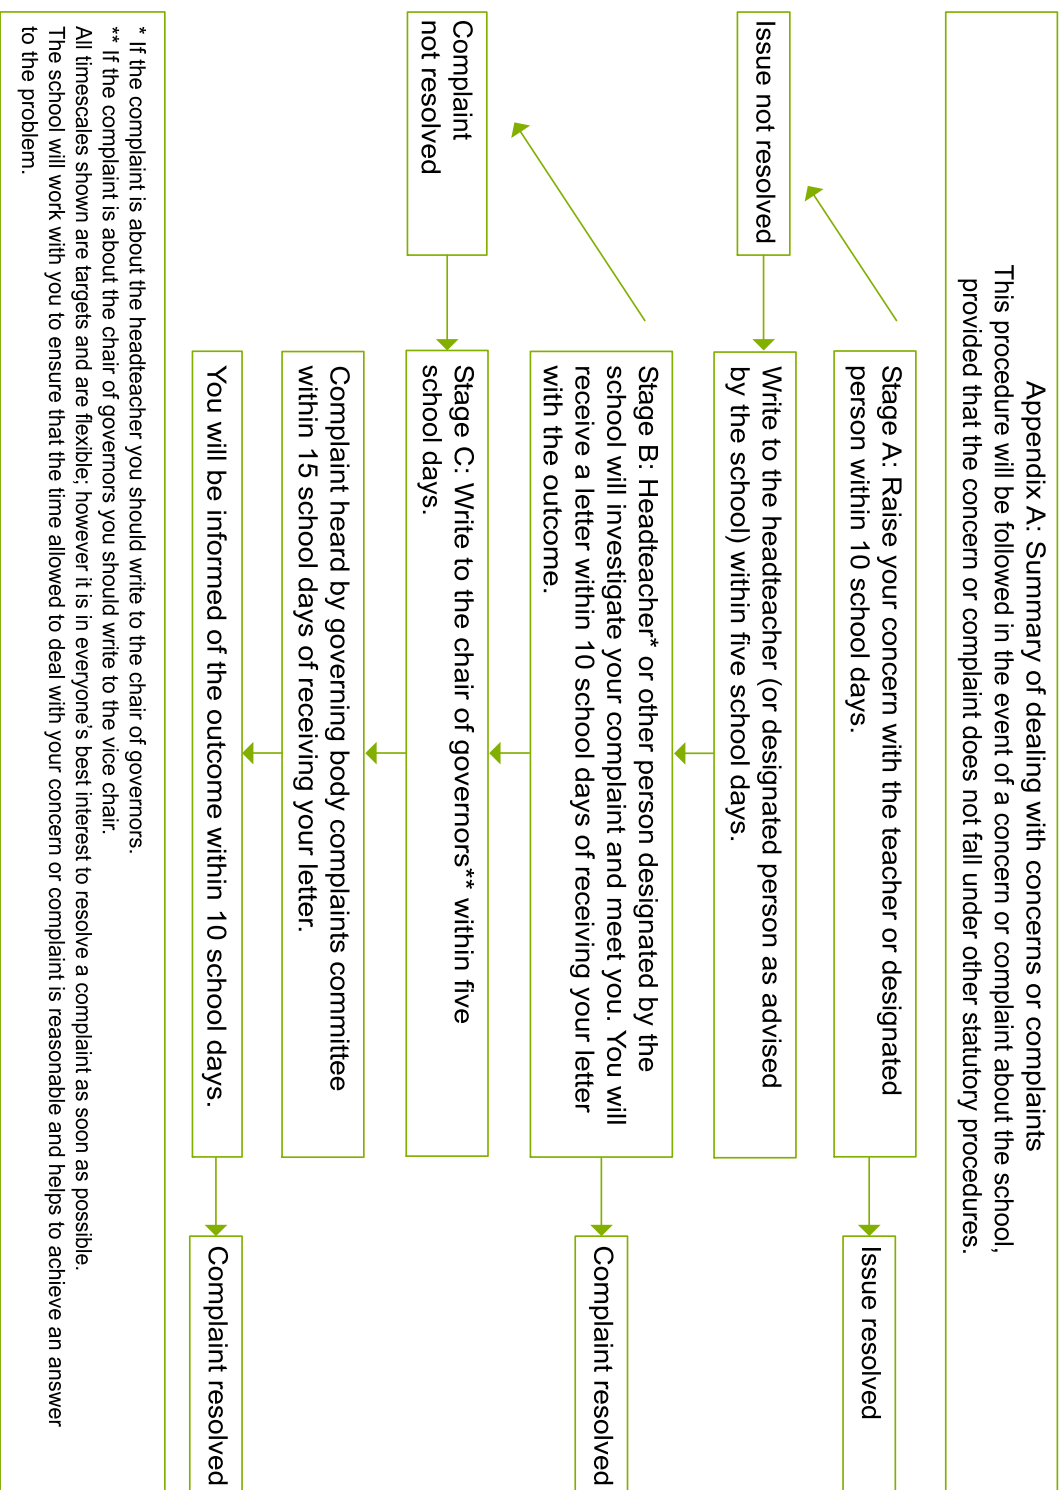 Appendix A: Summary of dealing with concerns or complaints
This procedure will be followed in the event of a concern or complaint about the school,
provided that the concern or complaint does not fall under other statutory procedures.
Stage A: Raise your concern with the teacher or designated
person within 10 school days.
Issue resolved
Issue not resolved
Write to the headteacher (or designated person as advised
by the school) within five school days.
Stage B: Headteacher* or other person designated by the
school will investigate your complaint and meet you. You will
receive a letter within 10 school days of receiving your letter
with the outcome.
Complaint resolved
Complaint
not resolved
Stage C: Write to the chair of governors** within five
school days.
Complaint heard by governing body complaints committee
within 15 school days of receiving your letter.
You will be informed of the outcome within 10 school days.
Complaint resolved
* If the complaint is about the headteacher you should write to the chair of governors.
** If the complaint is about the chair of governors you should write to the vice chair.
All timescales shown are targets and are flexible; however it is in everyone’s best interest to resolve a complaint as soon as possible.
The school will work with you to ensure that the time allowed to deal with your concern or complaint is reasonable and helps to achieve an answer
to the problem.